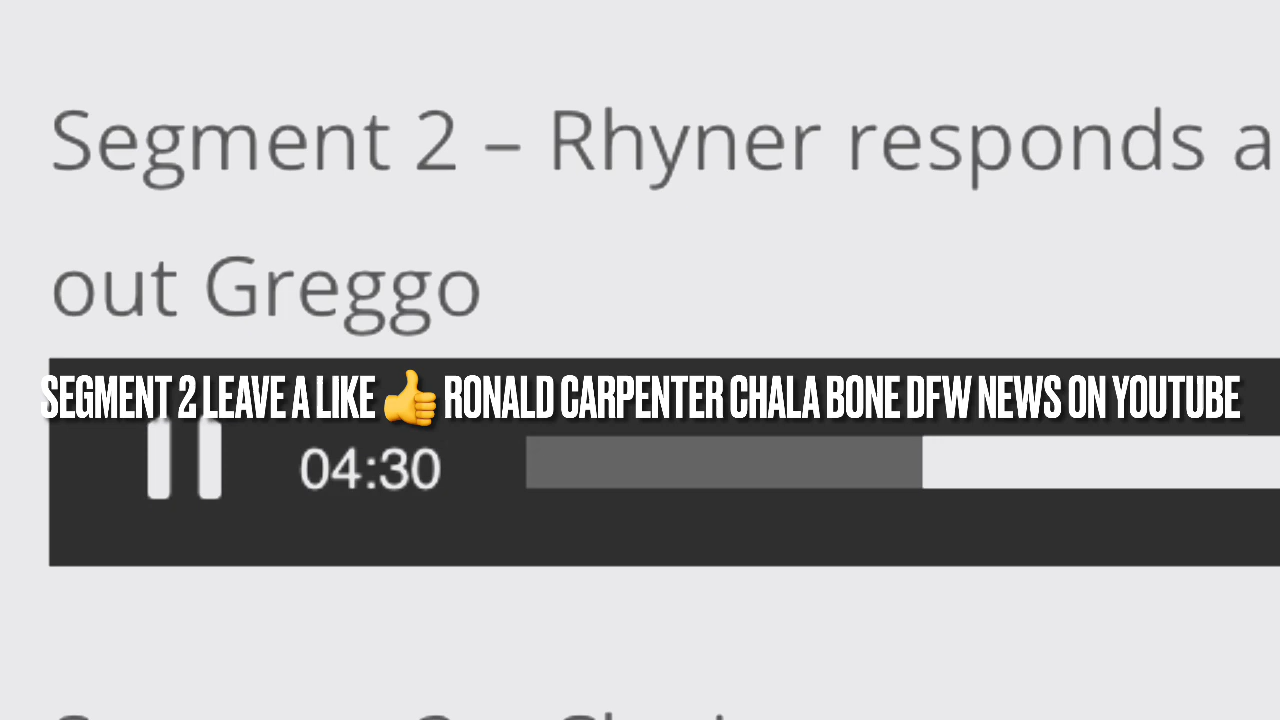 Segment 2 – Rhyner responds a
out Greggo
SEGMENT 2 LEAVE A LIKE 👍 RONALD CARPENTER CHALA BONE DFW NEWS ON YOUTUBE
04:30